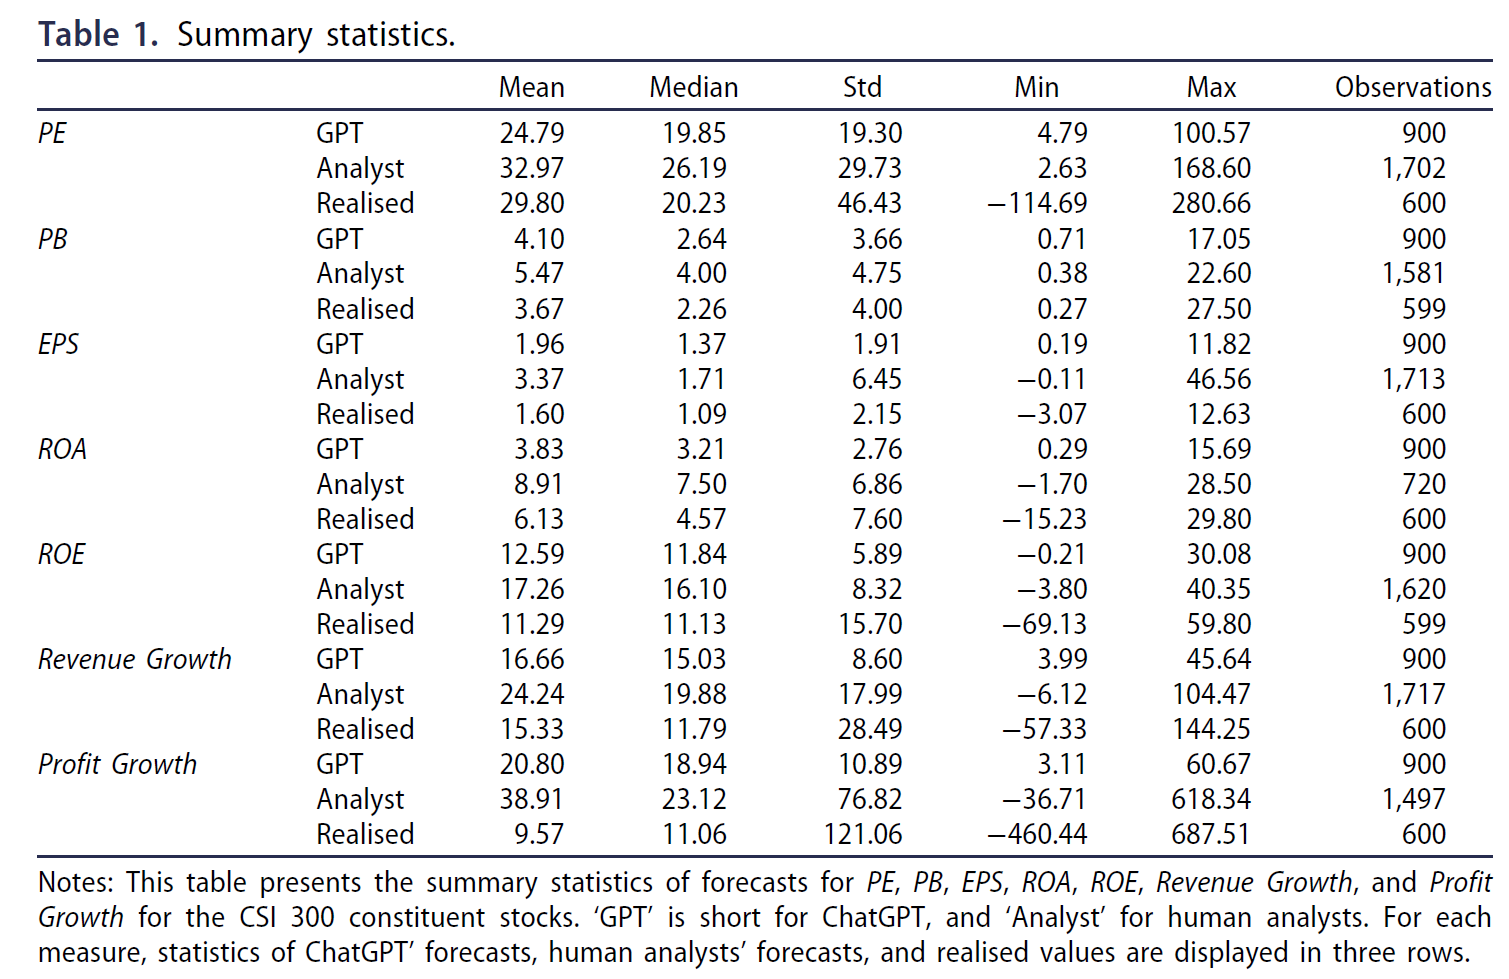 Table 1. Summary statistics.
Mean Median Std Min Max Observations
PE GPT 24.79 19.85 19.30 4.79 100.57 900
Analyst 32.97 26.19 29.73 2.63 168.60 1,702
Realised 29.80 20.23 46.43 −114.69 280.66 600
PB GPT 4.10 2.64 3.66 0.71 17.05 900
Analyst 5.47 4.00 4.75 0.38 22.60 1,581
Realised 3.67 2.26 4.00 0.27 27.50 599
EPS GPT 1.96 1.37 1.91 0.19 11.82 900
Analyst 3.37 1.71 6.45 −0.11 46.56 1,713
Realised 1.60 1.09 2.15 −3.07 12.63 600
ROA GPT 3.83 3.21 2.76 0.29 15.69 900
Analyst 8.91 7.50 6.86 −1.70 28.50 720
Realised 6.13 4.57 7.60 −15.23 29.80 600
ROE GPT 12.59 11.84 5.89 −0.21 30.08 900
Analyst 17.26 16.10 8.32 −3.80 40.35 1,620
Realised 11.29 11.13 15.70 −69.13 59.80 599
Revenue Growth GPT 16.66 15.03 8.60 3.99 45.64 900
Analyst 24.24 19.88 17.99 −6.12 104.47 1,717
Realised 15.33 11.79 28.49 −57.33 144.25 600
Profit Growth GPT 20.80 18.94 10.89 3.11 60.67 900
Analyst 38.91 23.12 76.82 −36.71 618.34 1,497
Realised 9.57 11.06 121.06 −460.44 687.51 600
Notes: This table presents the summary statistics of forecasts for PE, PB, EPS, ROA, ROE, Revenue Growth, and Profit
Growth for the CSI 300 constituent stocks. ‘GPT’ is short for ChatGPT, and ‘Analyst’ for human analysts. For each
measure, statistics of ChatGPT’ forecasts, human analysts’ forecasts, and realised values are displayed in three rows.